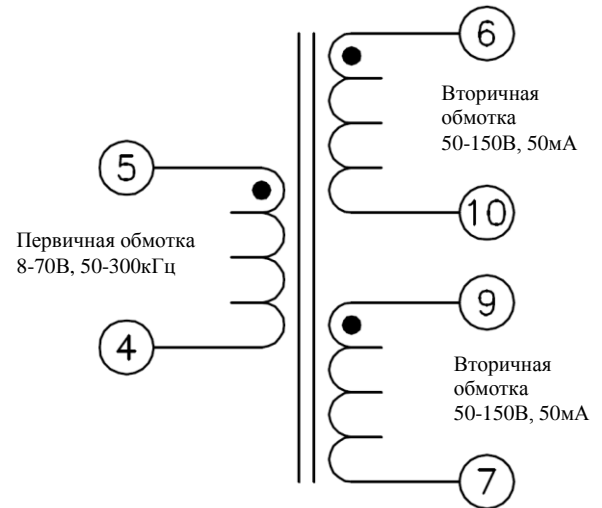 6
Вторичная
обмотка
50-150В, 50мА
10
5
Первичная обмотка
8-70В, 50-300кГц
4
9
Вторичная
обмотка
50-150В, 50мА
7